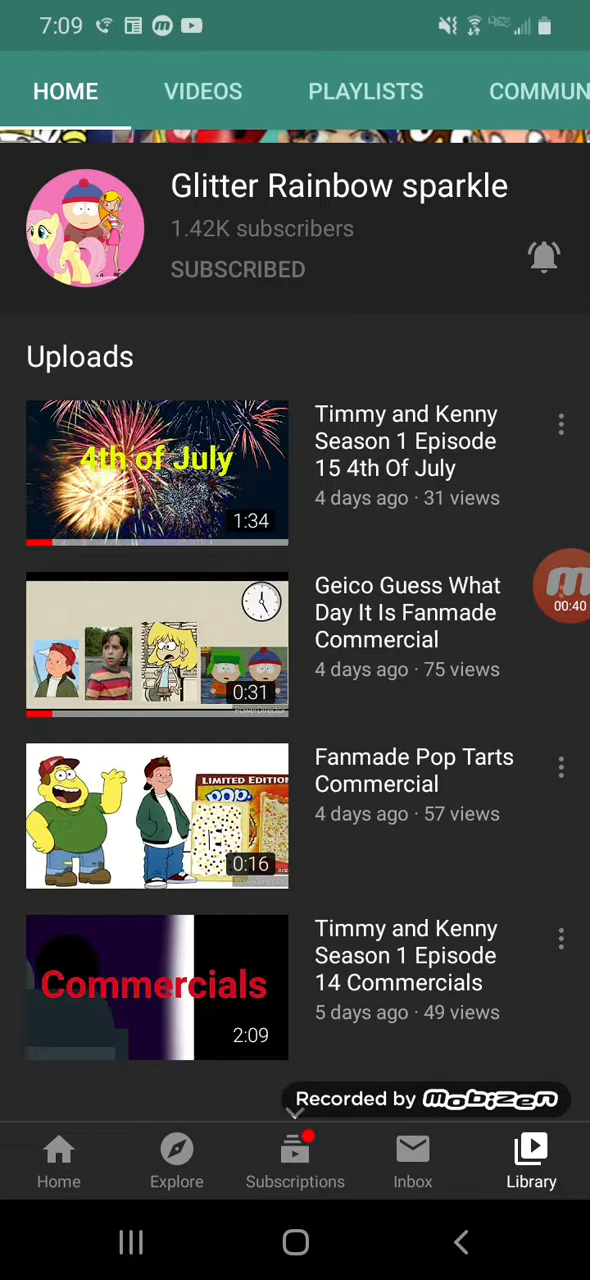 7:09
HOME VIDEOS PLAYLISTS COMMUN
Glitter Rainbow sparkle
1.42K subscribers
SUBSCRIBED
Uploads
4th of July
1:34
Timmy and Kenny
Season 1 Episode
15 4th Of July
4 days ago · 31 views
0:31
Geico Guess What
Day It Is Fanmade
Commercial
4 days ago · 75 views
00:40
LIMITED EDITION
POP
0:16
Fanmade Pop Tarts
Commercial
4 days ago · 57 views
Commercials
2:09
Timmy and Kenny
Season 1 Episode
14 Commercials
5 days ago · 49 views
Recorded by mobizen
Home Explore Subscriptions Inbox Library